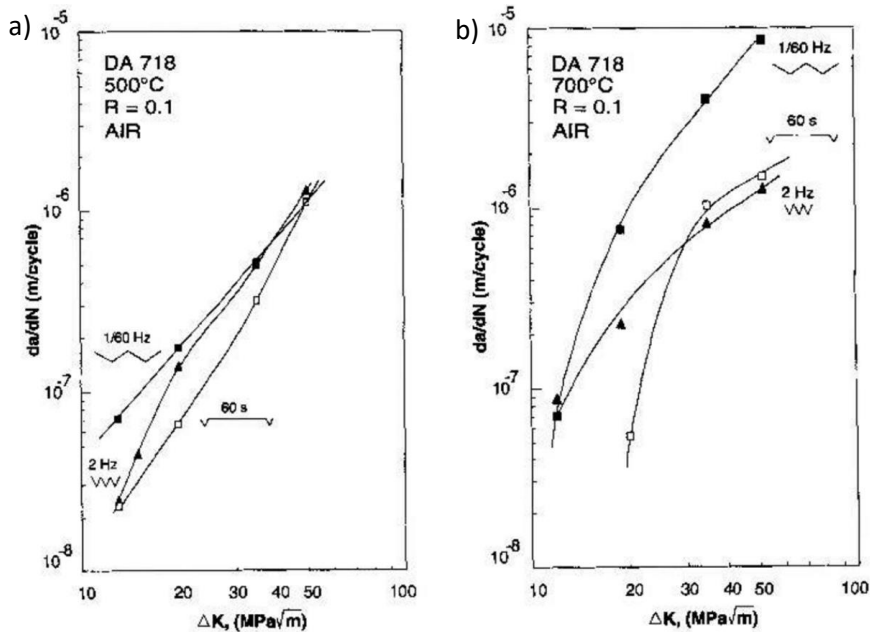 a)
10⁻⁵
DA 718
500°C
R = 0.1
AIR
10⁻⁶
da/dN (m/cycle)
1/60 Hz
10⁻⁷
60 s
2 Hz
10⁻⁸
10 20 30 40 50 100
△K, (MPa√m)
b)
10⁻⁵
DA 718
700°C
R = 0.1
AIR
1/60 Hz
60 s
10⁻⁶
2 Hz
da/dN (m/cycle)
10⁻⁷
10⁻⁸
10 20 30 40 50 100
△K, (MPa√m)